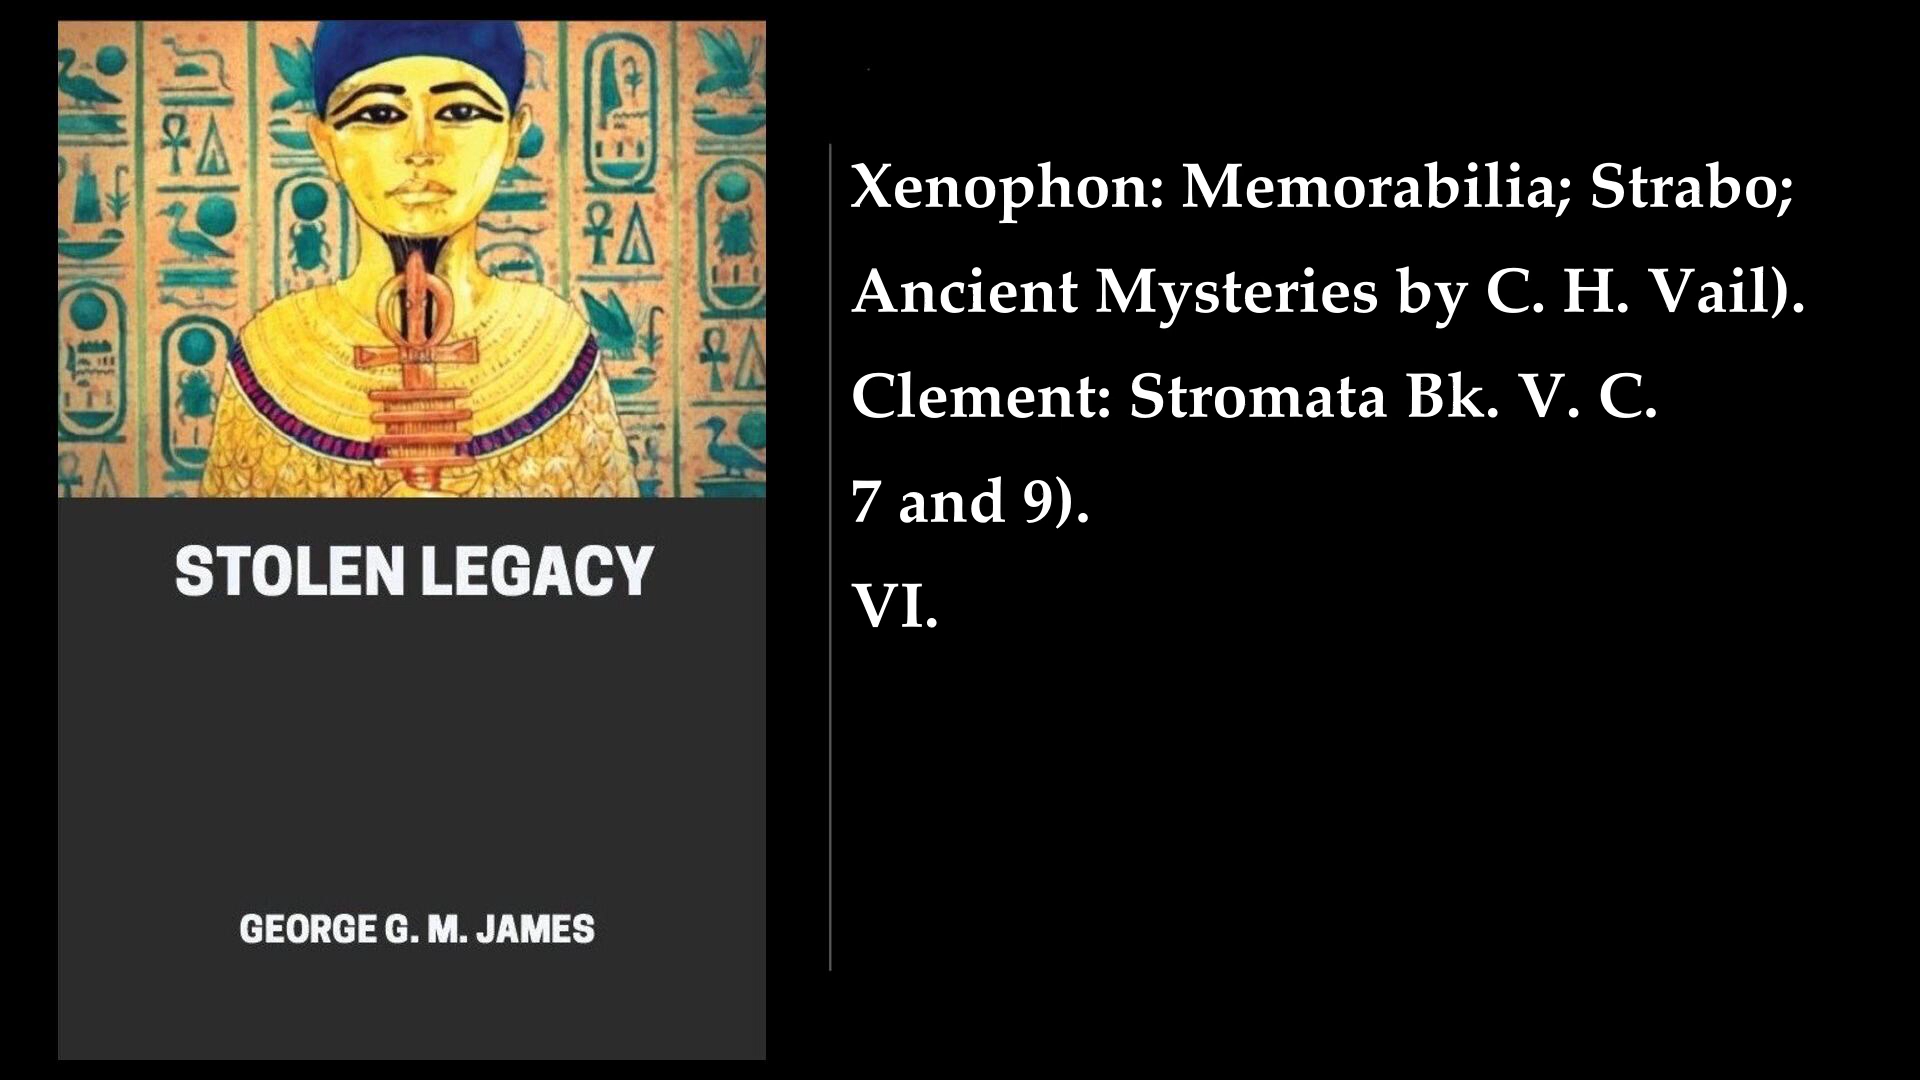 STOLEN LEGACY
GEORGE G. M. JAMES
Xenophon: Memorabilia; Strabo;
Ancient Mysteries by C. H. Vail).
Clement: Stromata Bk. V. C.
7 and 9).
VI.